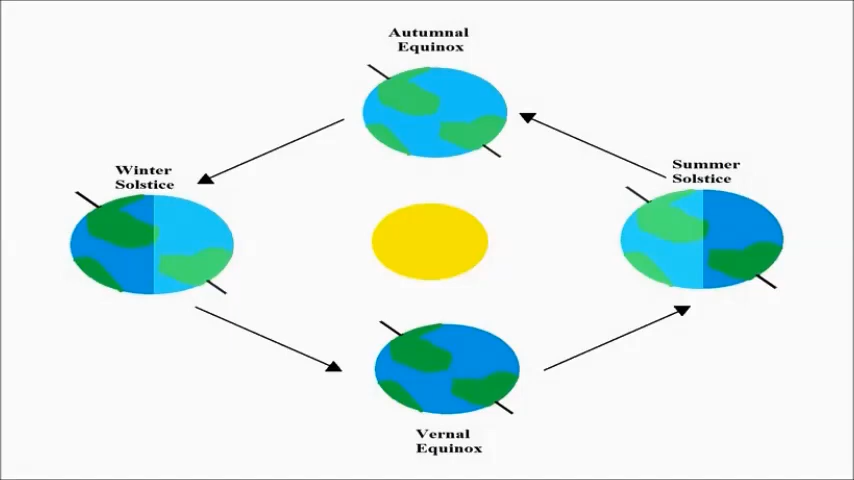 Autumnal
Equinox
Winter
Solstice
Summer
Solstice
Vernal
Equinox